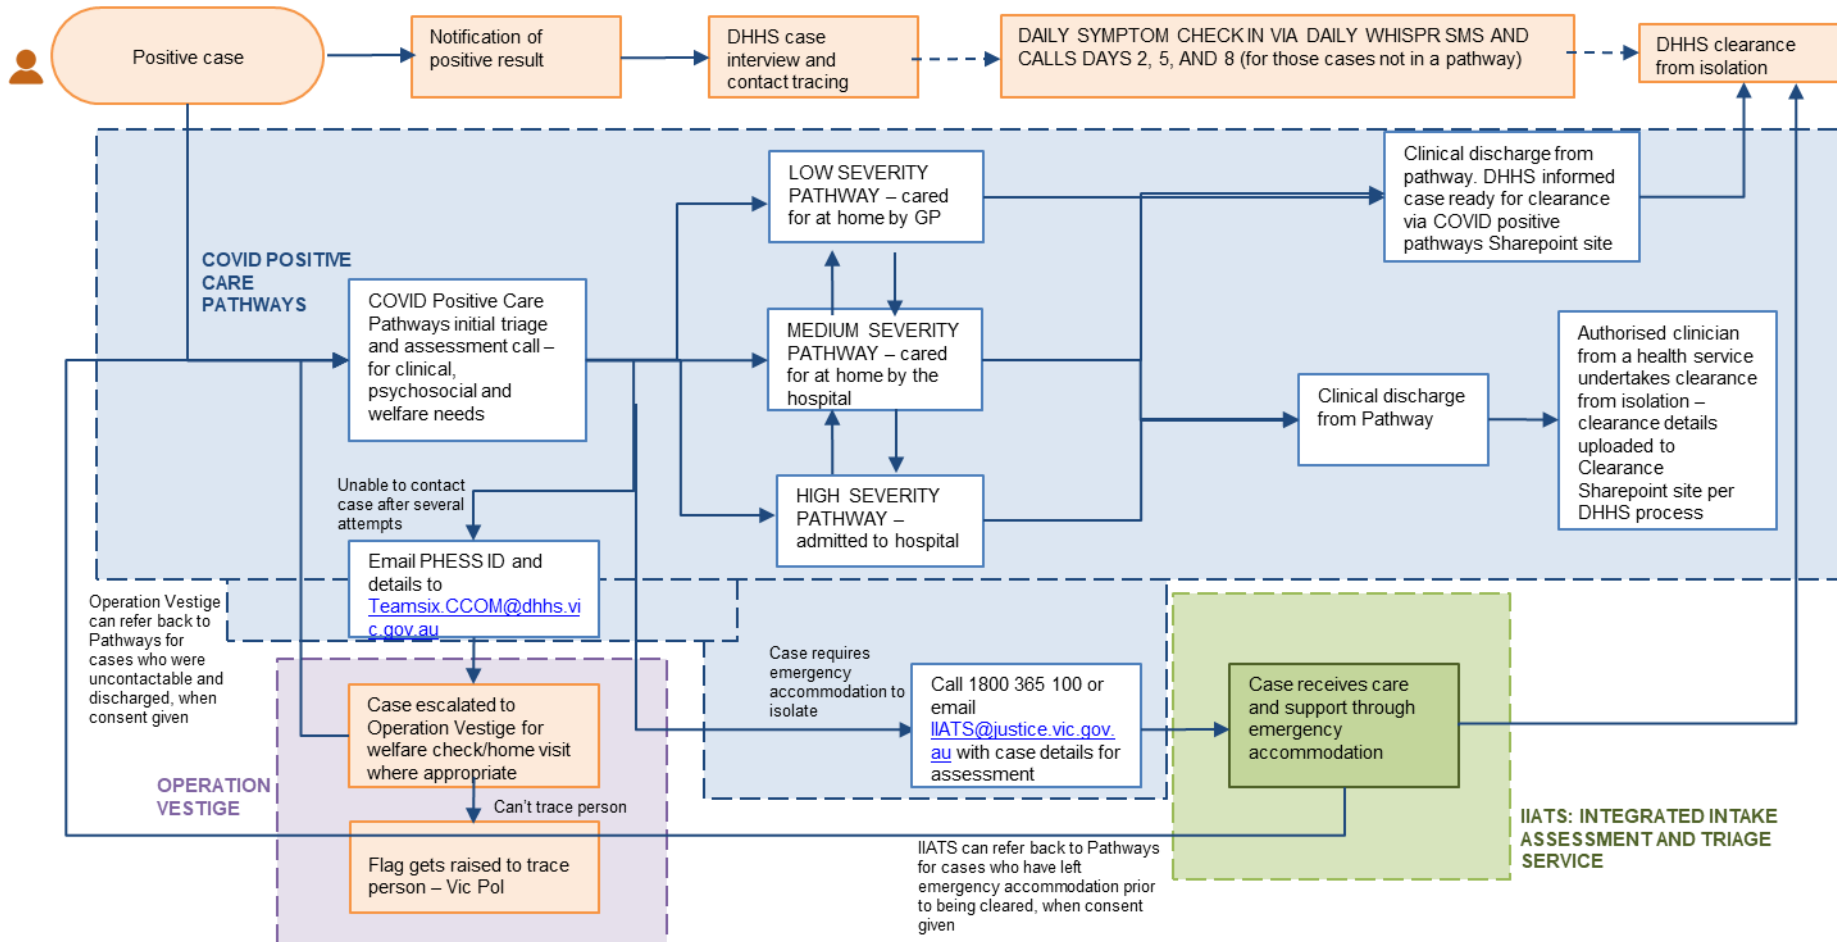 Positive case
Notification of
positive result
DHHS case
interview and
contact tracing
DAILY SYMPTOM CHECK IN VIA DAILY WHISPR SMS AND
CALLS DAYS 2, 5, AND 8 (for those cases not in a pathway)
DHHS clearance
from isolation
COVID POSITIVE
CARE
PATHWAYS
COVID Positive Care
Pathways initial triage
and assessment call –
for clinical,
psychosocial and
welfare needs
LOW SEVERITY
PATHWAY – cared
for at home by GP
MEDIUM SEVERITY
PATHWAY – cared
for at home by the
hospital
HIGH SEVERITY
PATHWAY –
admitted to hospital
Clinical discharge from
pathway. DHHS informed
case ready for clearance
via COVID positive
pathways Sharepoint site
Clinical discharge
from Pathway
Authorised clinician
from a health service
undertakes clearance
from isolation –
clearance details
uploaded to
Clearance
Sharepoint site per
DHHS process
Unable to contact
case after several
attempts
Email PHESS ID and
details to
Teamsix.CCOM@dhhs.vi
c.gov.au
Operation Vestige
can refer back to
Pathways for
cases who were
uncontactable and
discharged, when
consent given
Case escalated to
Operation Vestige for
welfare check/home visit
where appropriate
OPERATION
VESTIGE
Can't trace person
Flag gets raised to trace
person – Vic Pol
Case requires
emergency
accommodation to
isolate
Call 1800 365 100 or
email
IIATS@justice.vic.gov.
au with case details for
assessment
Case receives care
and support through
emergency
accommodation
IIATS: INTEGRATED INTAKE
ASSESSMENT AND TRIAGE
SERVICE
IIATS can refer back to Pathways
for cases who have left
emergency accommodation prior
to being cleared, when consent
given